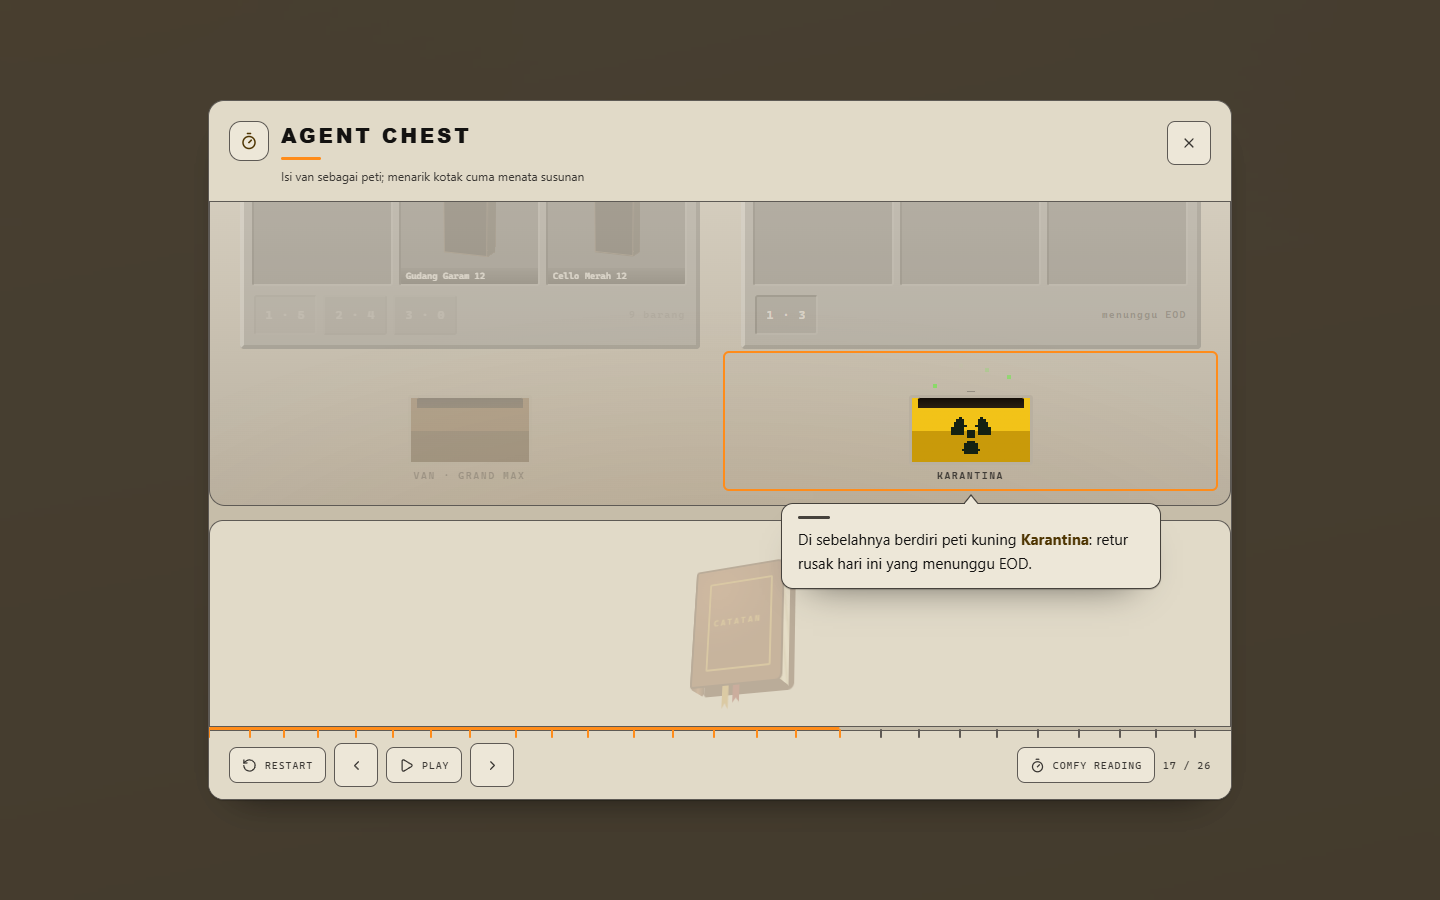 AGENT CHEST
Isi van sebagai peti; menarik kotak cuma menata susunan
Gudang Garam 12
Cello Merah 12
1 · 3
menunggu EOD
VAN · GRAND MAX
KARANTINA
Di sebelahnya berdiri peti kuning Karantina: retur
rusak hari ini yang menunggu EOD.
CATATAN
RESTART
PLAY
COMFY READING
17 / 26